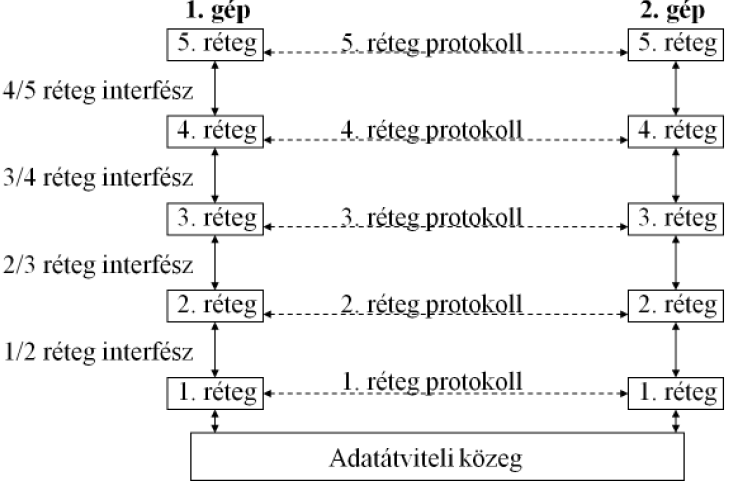 1. gép 2. gép
5. réteg 5. réteg protokoll 5. réteg
4/5 réteg interfész
4. réteg 4. réteg protokoll 4. réteg
3/4 réteg interfész
3. réteg 3. réteg protokoll 3. réteg
2/3 réteg interfész
2. réteg 2. réteg protokoll 2. réteg
1/2 réteg interfész
1. réteg 1. réteg protokoll 1. réteg
Adatátviteli közeg